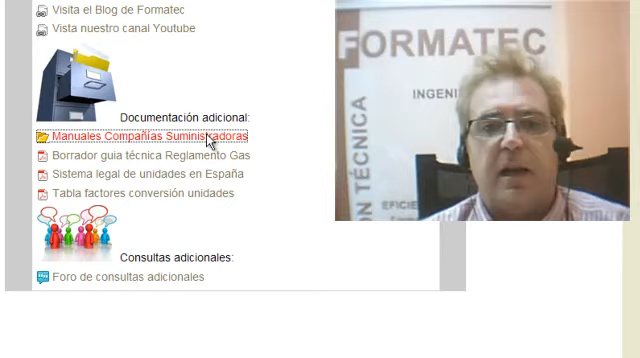 Visita el Blog de Formatec
Vista nuestro canal Youtube
Documentación adicional:
Manuales Compañías Suministradoras
Borrador guia técnica Reglamento Gas
Sistema legal de unidades en España
Tabla factores conversión unidades
Consultas adicionales:
Foro de consultas adicionales
FORMATEC
INGENI
ÓN TÉCNICA
EFICIE